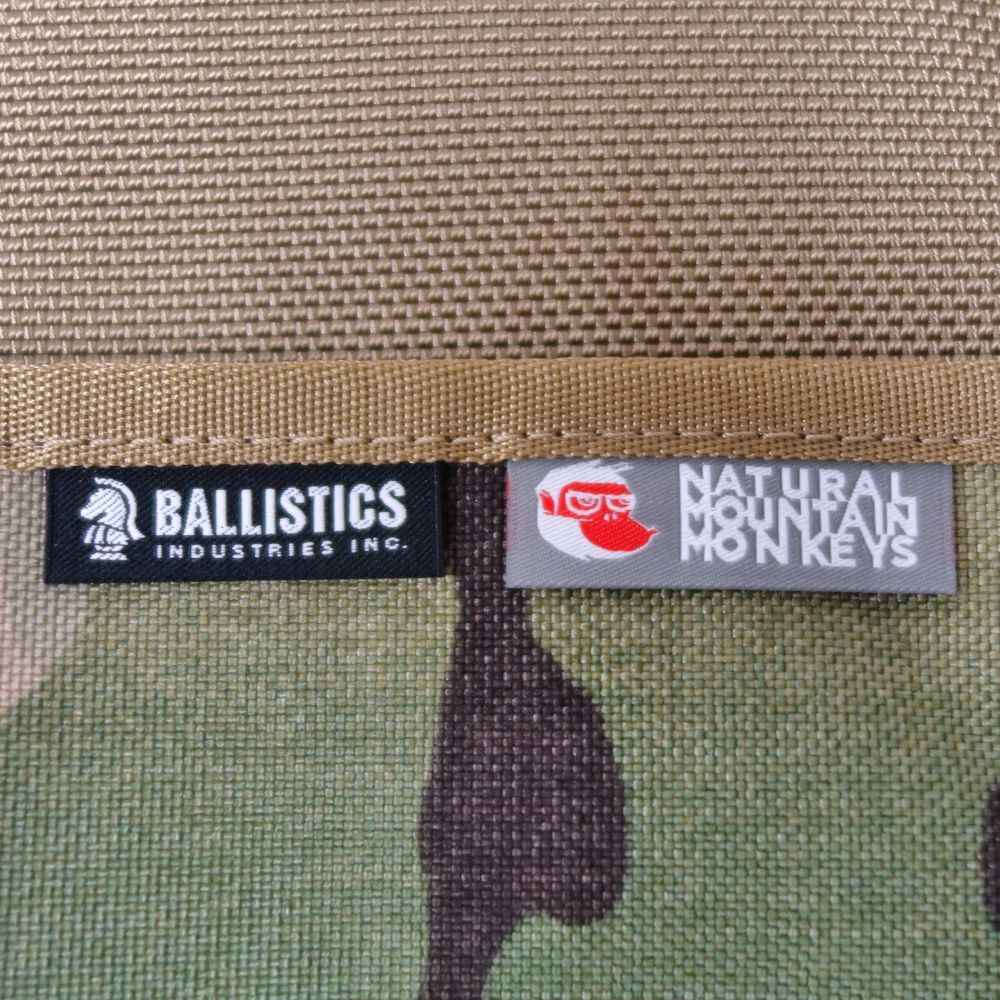 BALLISTICS
INDUSTRIES INC.
NATURAL
MOUNTAIN
MONKEYS